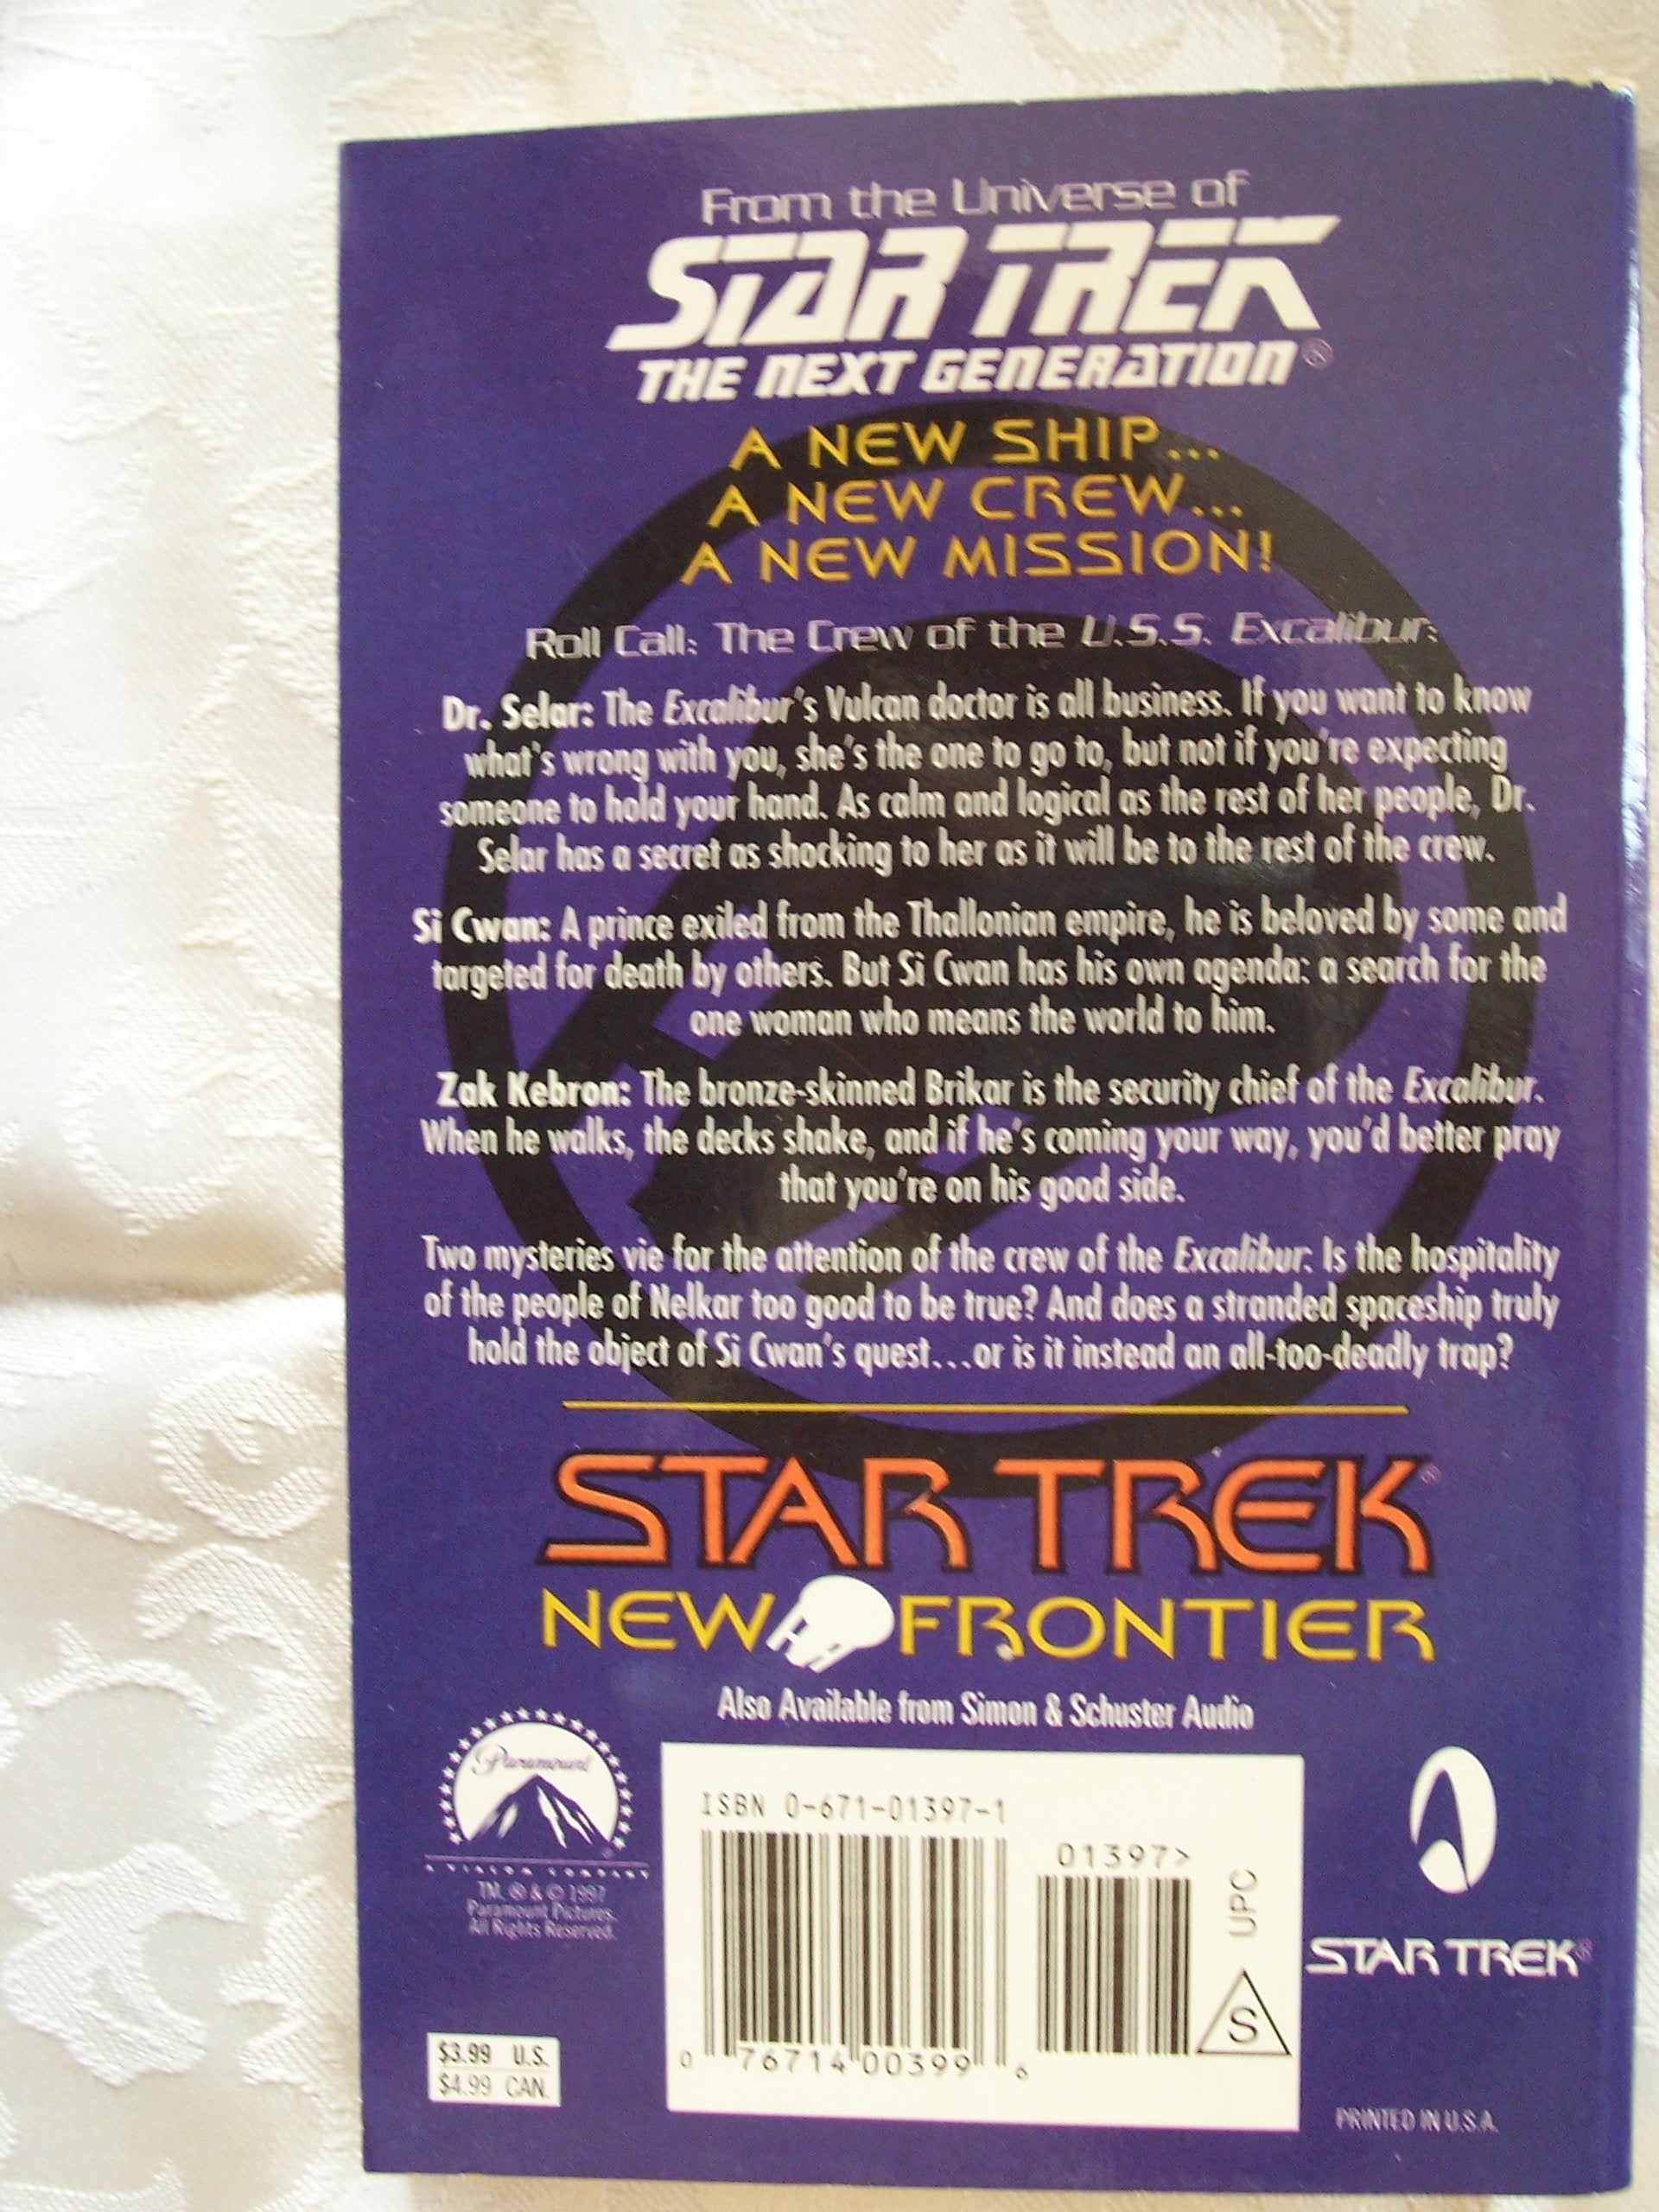 From the Universe of
STAR TREK
THE NEXT GENERATION®
A NEW SHIP...
A NEW CREW...
A NEW MISSION!
Roll Call: The Crew of the U.S.S. Excalibur:
Dr. Selar: The Excalibur's Vulcan doctor is all business. If you want to know
what's wrong with you, she's the one to go to, but not if you're expecting
someone to hold your hand. As calm and logical as the rest of her people, Dr.
Selar has a secret as shocking to her as it will be to the rest of the crew.
Si Cwan: A prince exiled from the Thallonian empire, he is beloved by some and
targeted for death by others. But Si Cwan has his own agenda: a search for the
one woman who means the world to him.
Zak Kebron: The bronze-skinned Brikar is the security chief of the Excalibur.
When he walks, the decks shake, and if he's coming your way, you'd better pray
that you're on his good side.
Two mysteries vie for the attention of the crew of the Excalibur: Is the hospitality
of the people of Nelkar too good to be true? And does a stranded spaceship truly
hold the object of Si Cwan's quest...or is it instead an all-too-deadly trap?
STAR TREK®
NEW FRONTIER
Also Available from Simon & Schuster Audio
Paramount
A VIACOM COMPANY
TM, ® & © 1997
Paramount Pictures.
All Rights Reserved.
$3.99 U.S.
$4.99 CAN.
ISBN 0-671-01397-1
01397>
0 76714 00399 6
UPC
S
STAR TREK®
PRINTED IN U.S.A.